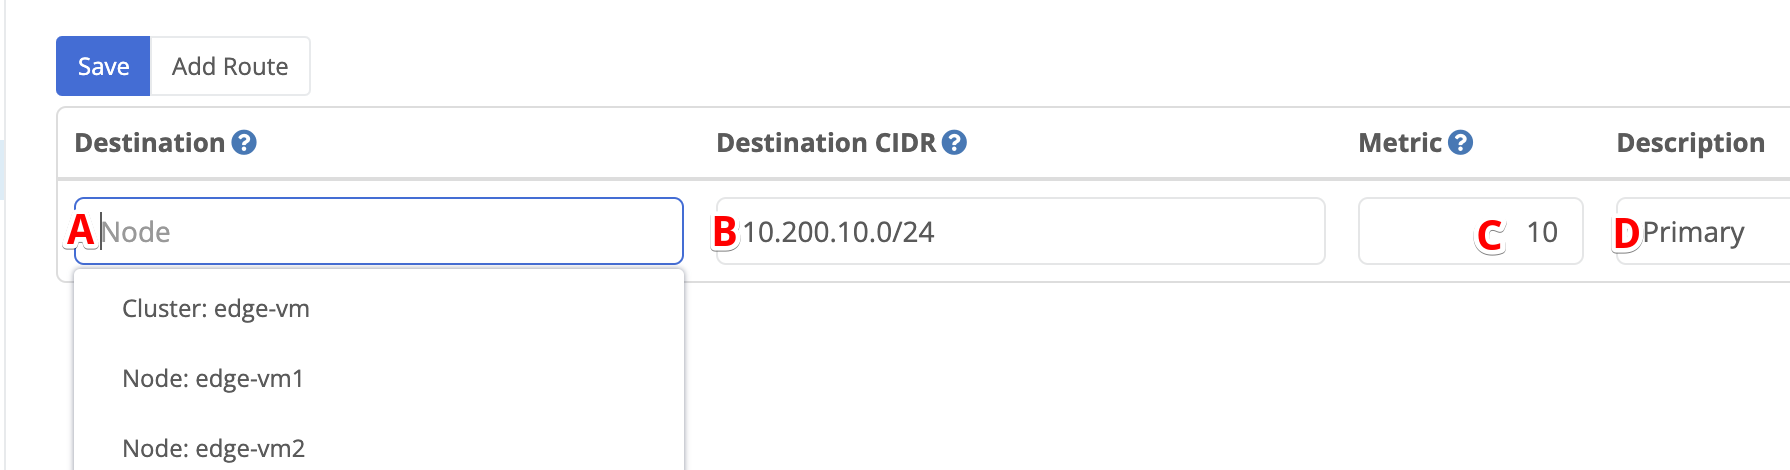 Save Add Route
Destination ? Destination CIDR ? Metric ? Description
A Node B 10.200.10.0/24 C 10 D Primary
Cluster: edge-vm
Node: edge-vm1
Node: edge-vm2